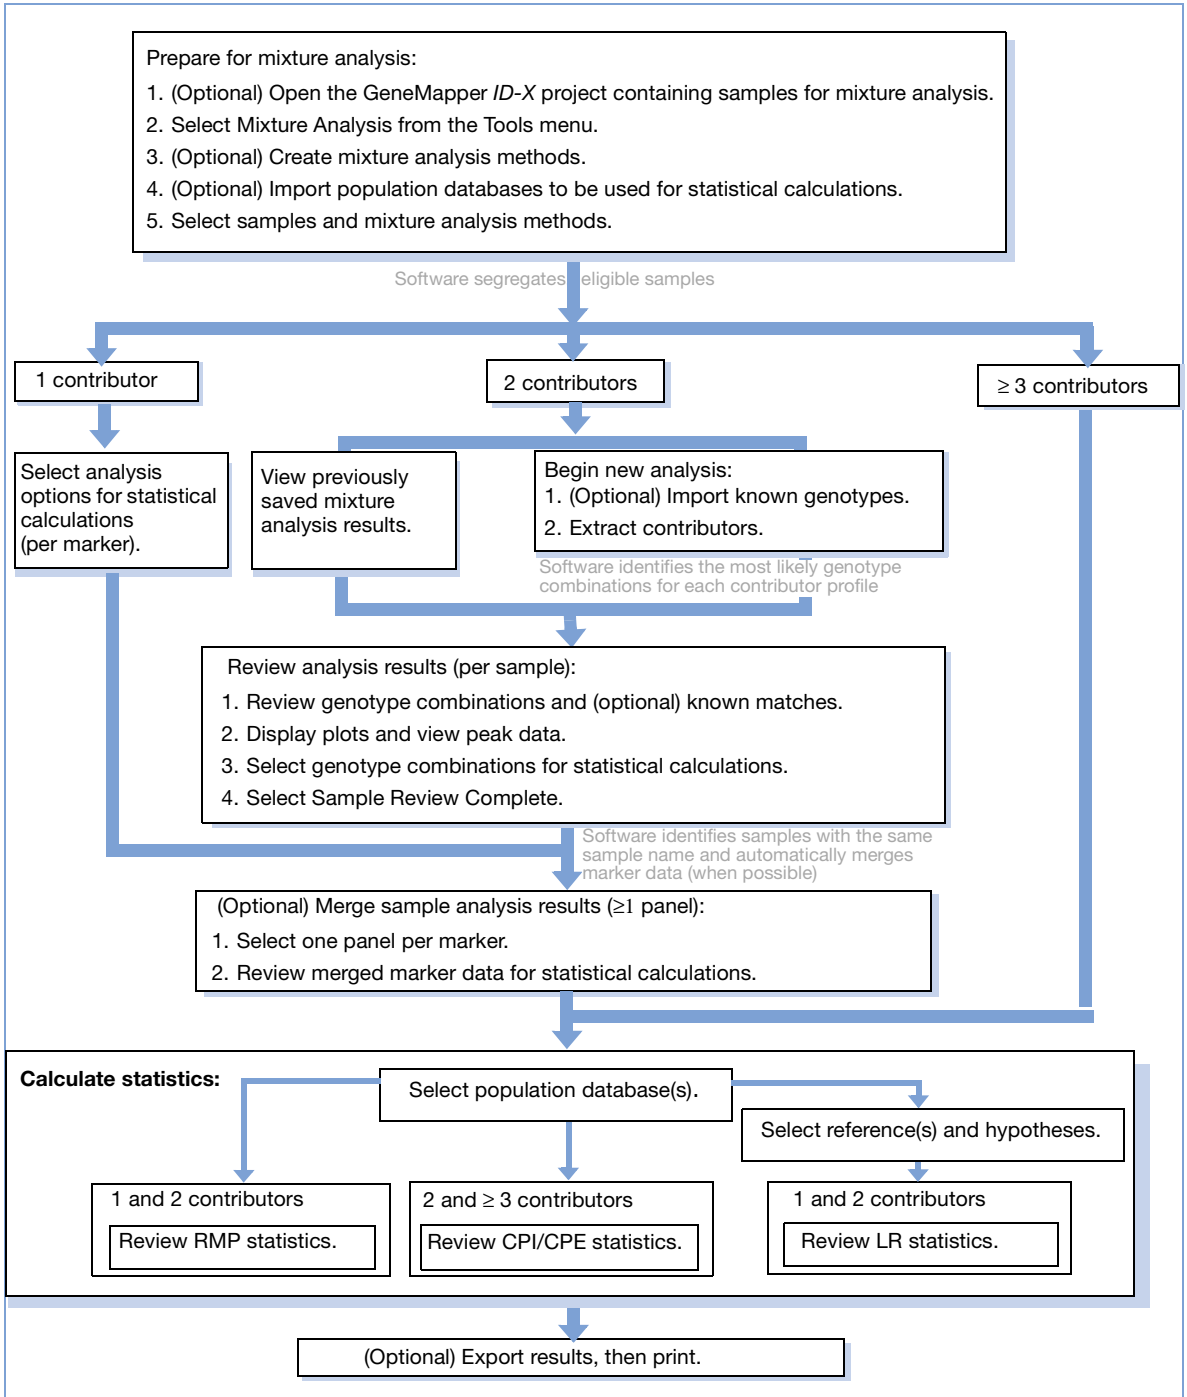 Prepare for mixture analysis:
1. (Optional) Open the GeneMapper ID-X project containing samples for mixture analysis.
2. Select Mixture Analysis from the Tools menu.
3. (Optional) Create mixture analysis methods.
4. (Optional) Import population databases to be used for statistical calculations.
5. Select samples and mixture analysis methods.
Software segregates eligible samples
1 contributor
2 contributors
≥ 3 contributors
Select analysis
options for statistical
calculations
(per marker).
View previously
saved mixture
analysis results.
Begin new analysis:
1. (Optional) Import known genotypes.
2. Extract contributors.
Software identifies the most likely genotype
combinations for each contributor profile
Review analysis results (per sample):
1. Review genotype combinations and (optional) known matches.
2. Display plots and view peak data.
3. Select genotype combinations for statistical calculations.
4. Select Sample Review Complete.
Software identifies samples with the same
sample name and automatically merges
marker data (when possible)
(Optional) Merge sample analysis results (≥1 panel):
1. Select one panel per marker.
2. Review merged marker data for statistical calculations.
Calculate statistics:
Select population database(s).
Select reference(s) and hypotheses.
1 and 2 contributors
Review RMP statistics.
2 and ≥ 3 contributors
Review CPI/CPE statistics.
1 and 2 contributors
Review LR statistics.
(Optional) Export results, then print.